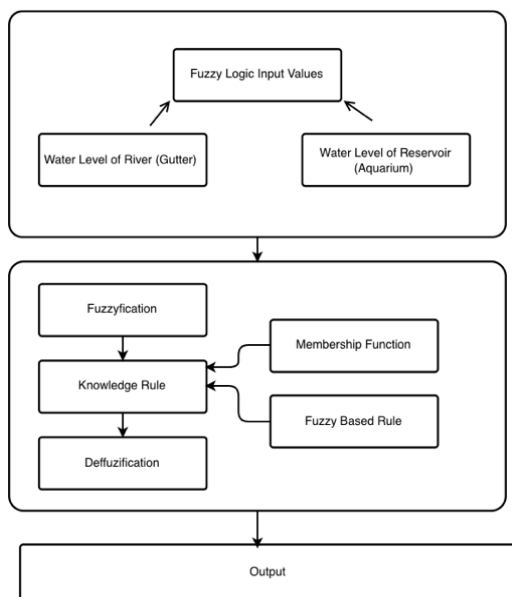 Fuzzy Logic Input Values
Water Level of River (Gutter)
Water Level of Reservoir
(Aquarium)
Fuzzyfication
Membership Function
Knowledge Rule
Fuzzy Based Rule
Deffuzification
Output